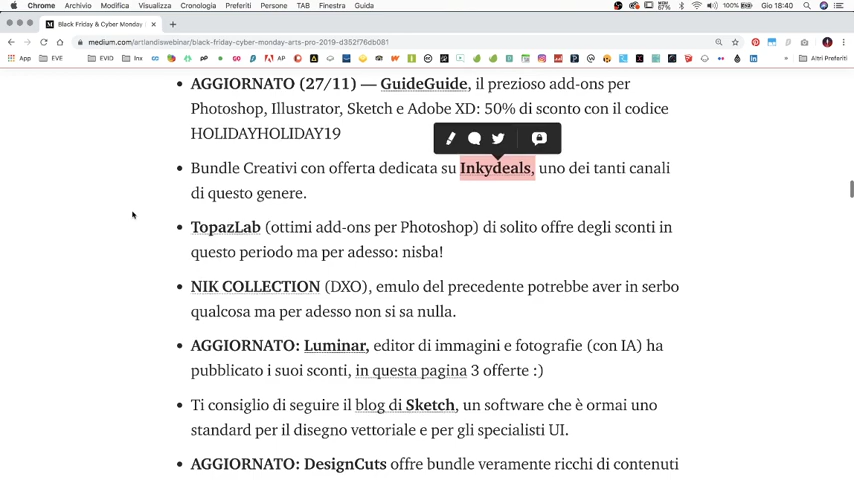 Chrome Archivio Modifica Visualizza Cronologia Preferiti Persone TAB Finestra Guida 100% Gio 18:40
Black Friday & Cyber Monday
medium.com/artlandiswebinar/black-friday-cyber-monday-arts-pro-2019-d352f76db081
App EVE EVID Inx pP GO AP Altri Preferiti
AGGIORNATO (27/11) — GuideGuide, il prezioso add-ons per
Photoshop, Illustrator, Sketch e Adobe XD: 50% di sconto con il codice
HOLIDAYHOLIDAY19
Bundle Creativi con offerta dedicata su Inkydeals, uno dei tanti canali
di questo genere.
TopazLab (ottimi add-ons per Photoshop) di solito offre degli sconti in
questo periodo ma per adesso: nisba!
NIK COLLECTION (DXO), emulo del precedente potrebbe aver in serbo
qualcosa ma per adesso non si sa nulla.
AGGIORNATO: Luminar, editor di immagini e fotografie (con IA) ha
pubblicato i suoi sconti, in questa pagina 3 offerte :)
Ti consiglio di seguire il blog di Sketch, un software che è ormai uno
standard per il disegno vettoriale e per gli specialisti UI.
AGGIORNATO: DesignCuts offre bundle veramente ricchi di contenuti